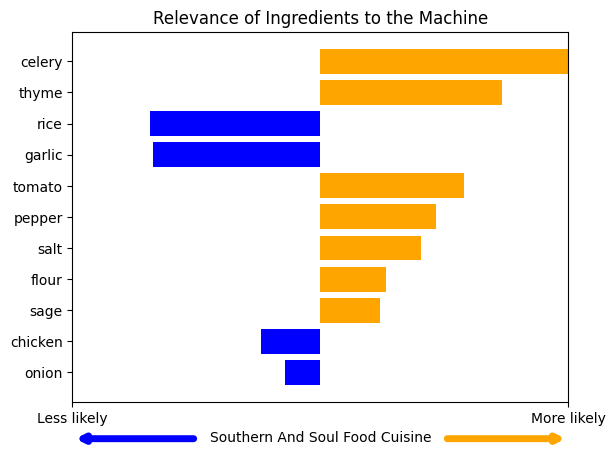 Relevance of Ingredients to the Machine
celery
thyme
rice
garlic
tomato
pepper
salt
flour
sage
chicken
onion
Less likely More likely
Southern And Soul Food Cuisine